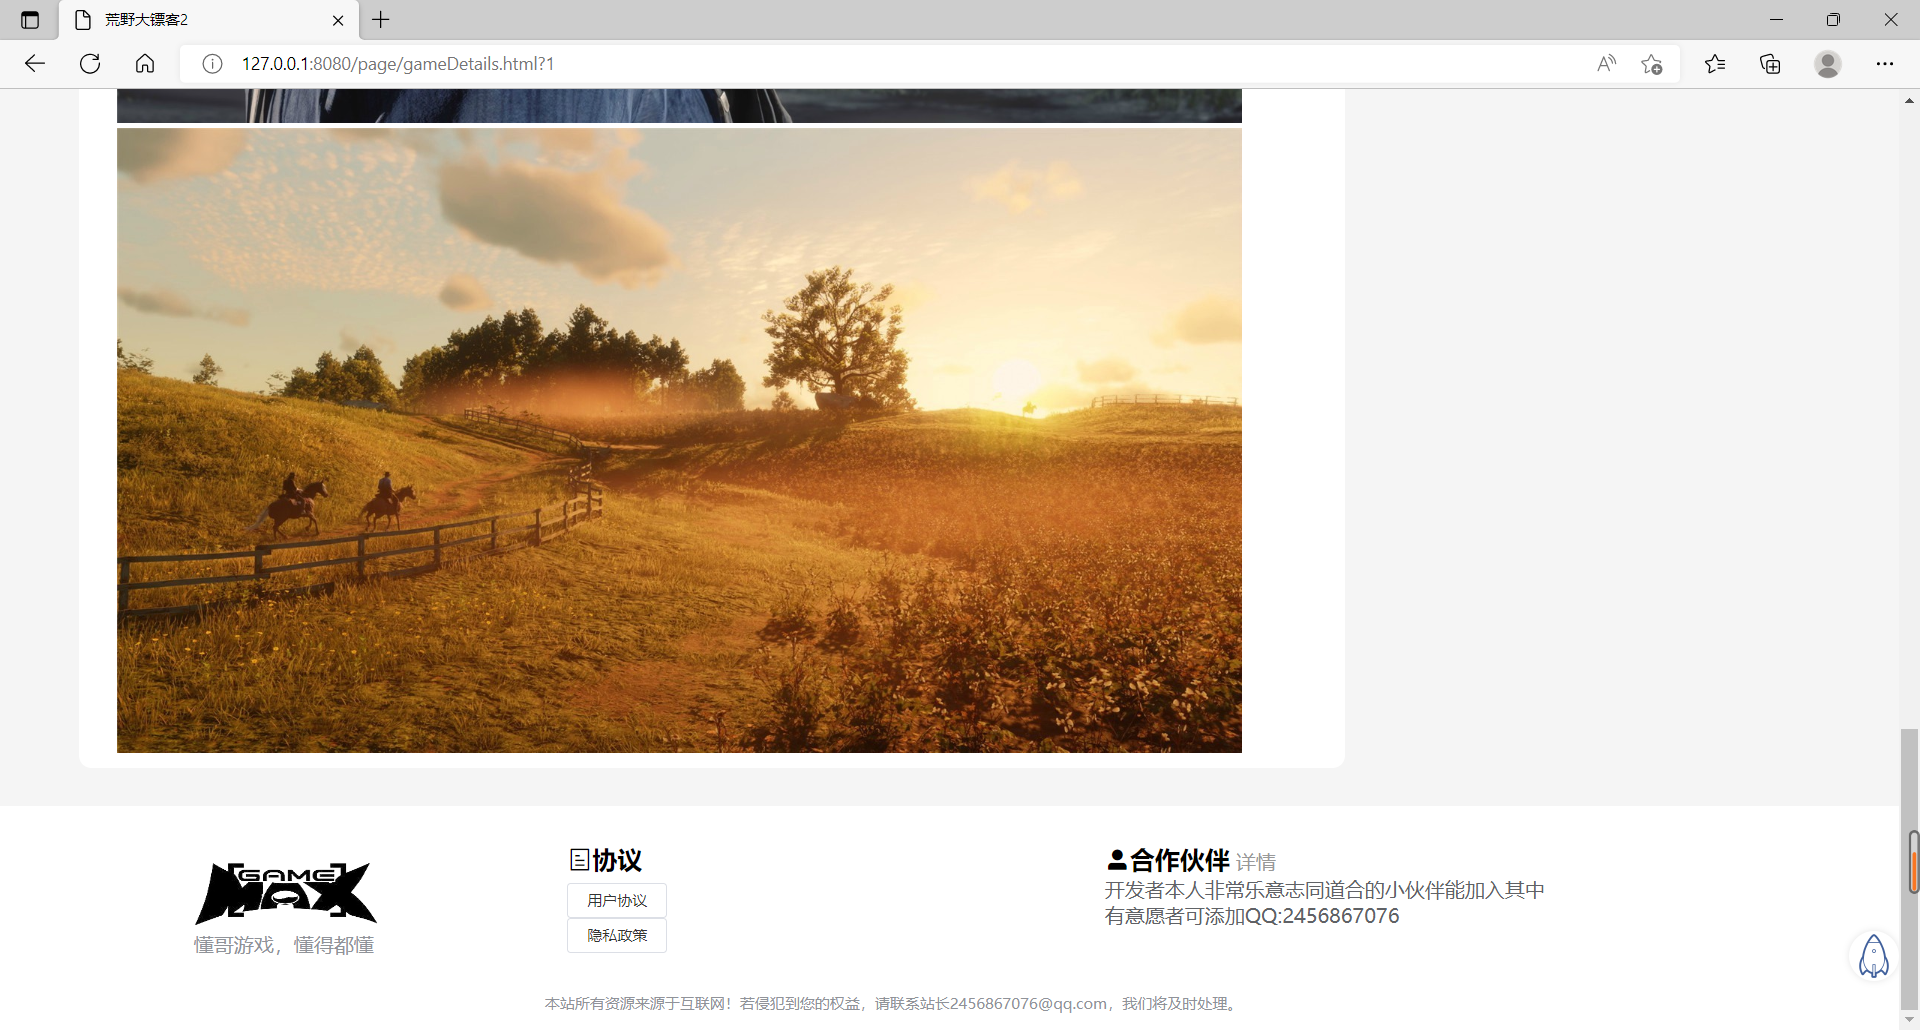 荒野大镖客2
127.0.0.1:8080/page/gameDetails.html?1
GAME
MAX
懂哥游戏，懂得都懂
协议
用户协议
隐私政策
合作伙伴 详情
开发者本人非常乐意志同道合的小伙伴能加入其中
有意愿者可添加QQ:2456867076
本站所有资源来源于互联网！若侵犯到您的权益，请联系站长2456867076@qq.com，我们将及时处理。